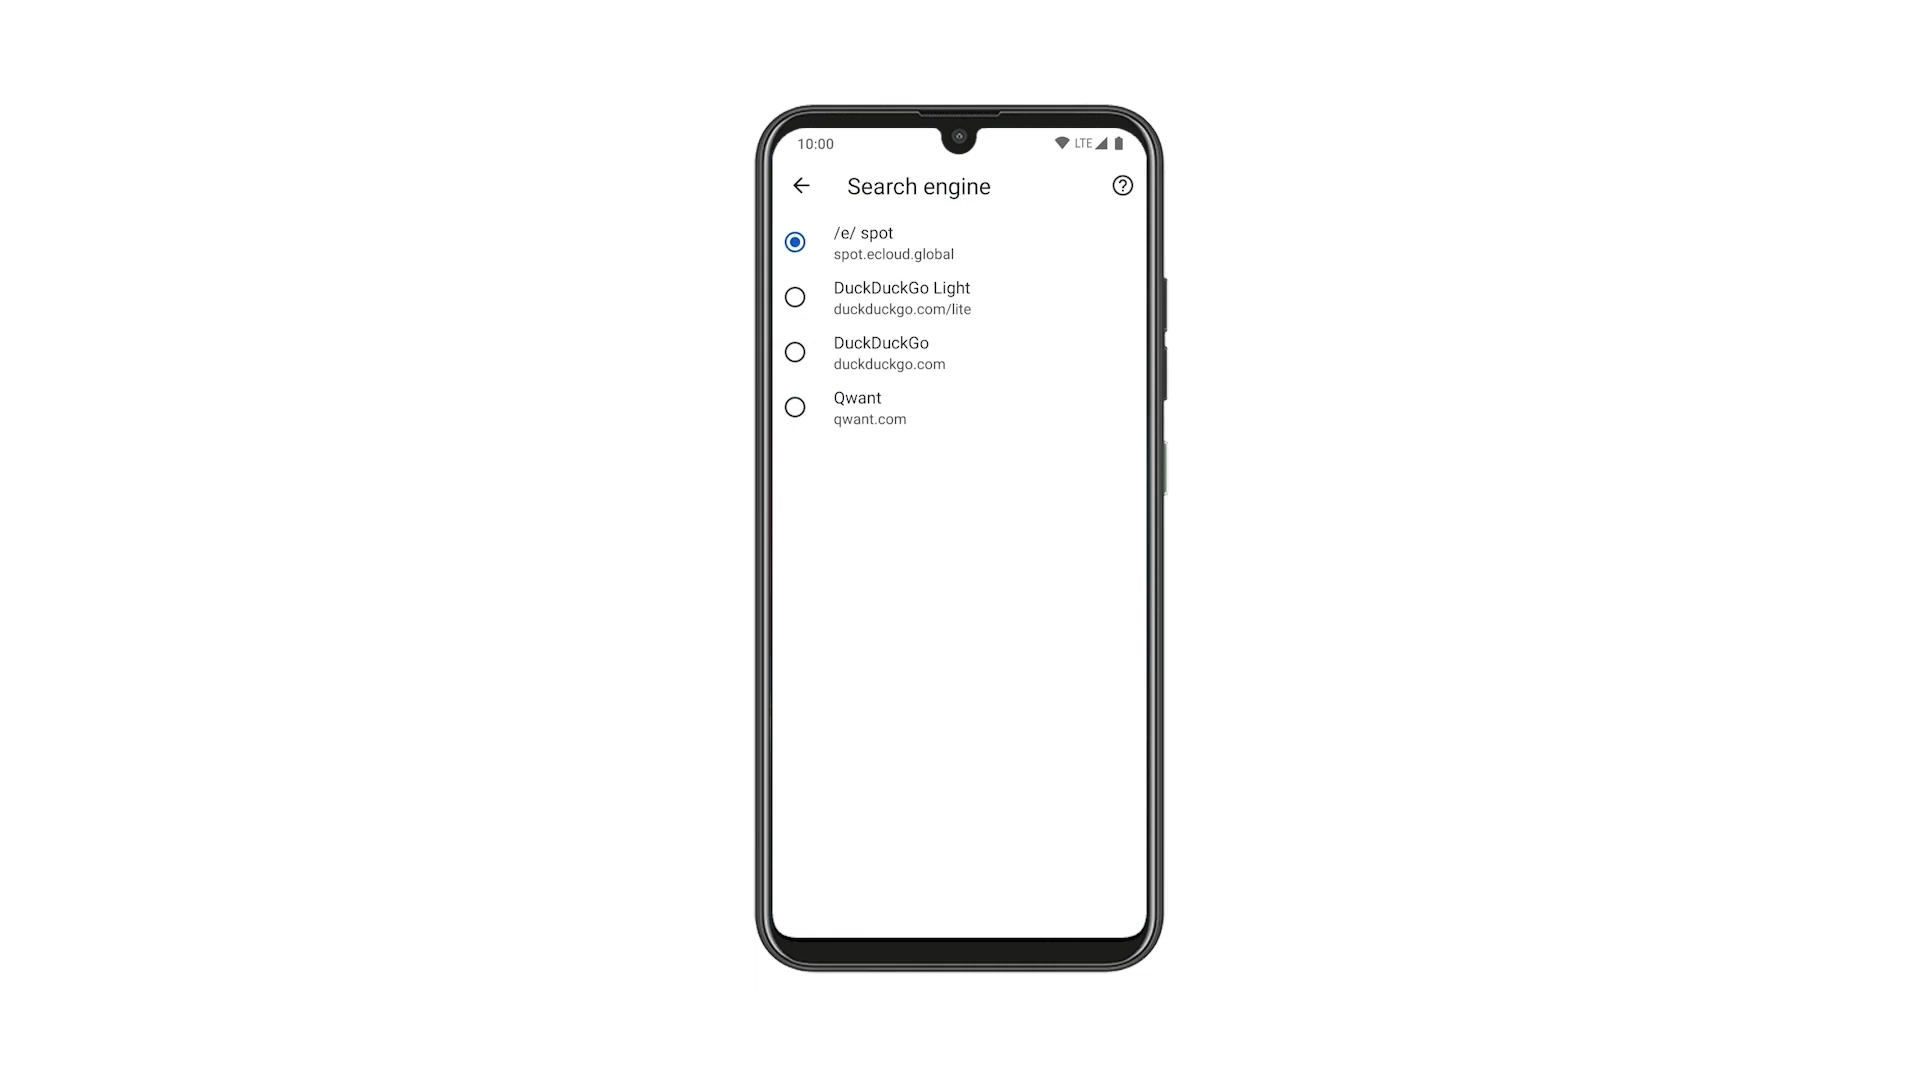 10:00
LTE
Search engine
/e/ spot
spot.ecloud.global
DuckDuckGo Light
duckduckgo.com/lite
DuckDuckGo
duckduckgo.com
Qwant
qwant.com